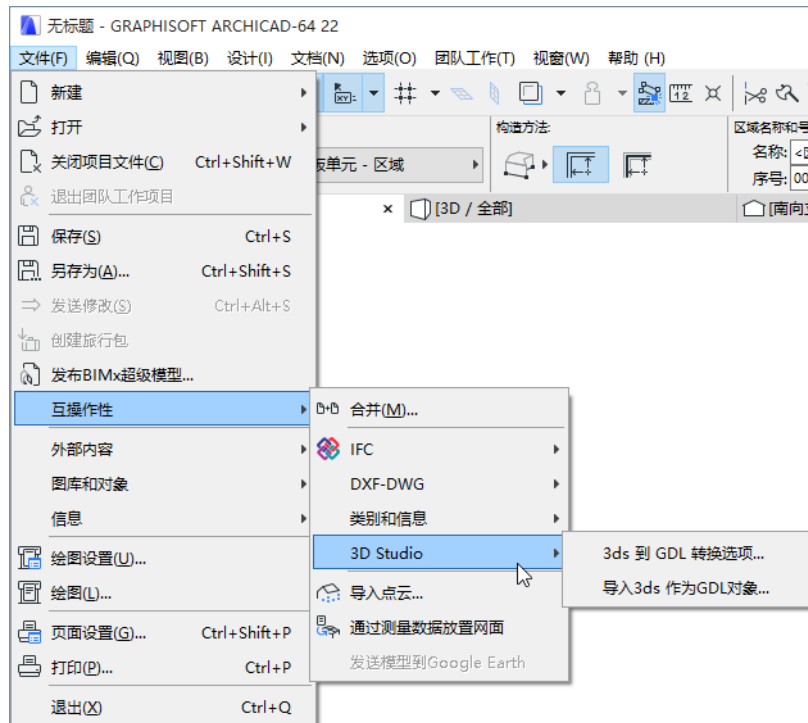 无标题 - GRAPHISOFT ARCHICAD-64 22
文件(F) 编辑(Q) 视图(B) 设计(I) 文档(N) 选项(O) 团队工作(T) 视窗(W) 帮助 (H)
新建
打开
关闭项目文件(C) Ctrl+Shift+W
退出团队工作项目
保存(S) Ctrl+S
另存为(A)... Ctrl+Shift+S
发送修改(S) Ctrl+Alt+S
创建旅行包
发布BIMx超级模型...
互操作性
外部内容
图库和对象
信息
绘图设置(U)...
绘图(L)...
页面设置(G)... Ctrl+Shift+P
打印(P)... Ctrl+P
退出(X) Ctrl+Q
XY:
12
构造方法:
区域名称和号
单元 - 区域
名称:
序号: 00
[3D / 全部]
[南向
合并(M)...
IFC
DXF-DWG
类别和信息
3D Studio
导入点云...
通过测量数据放置网面
发送模型到Google Earth
3ds 到 GDL 转换选项...
导入3ds 作为GDL对象...